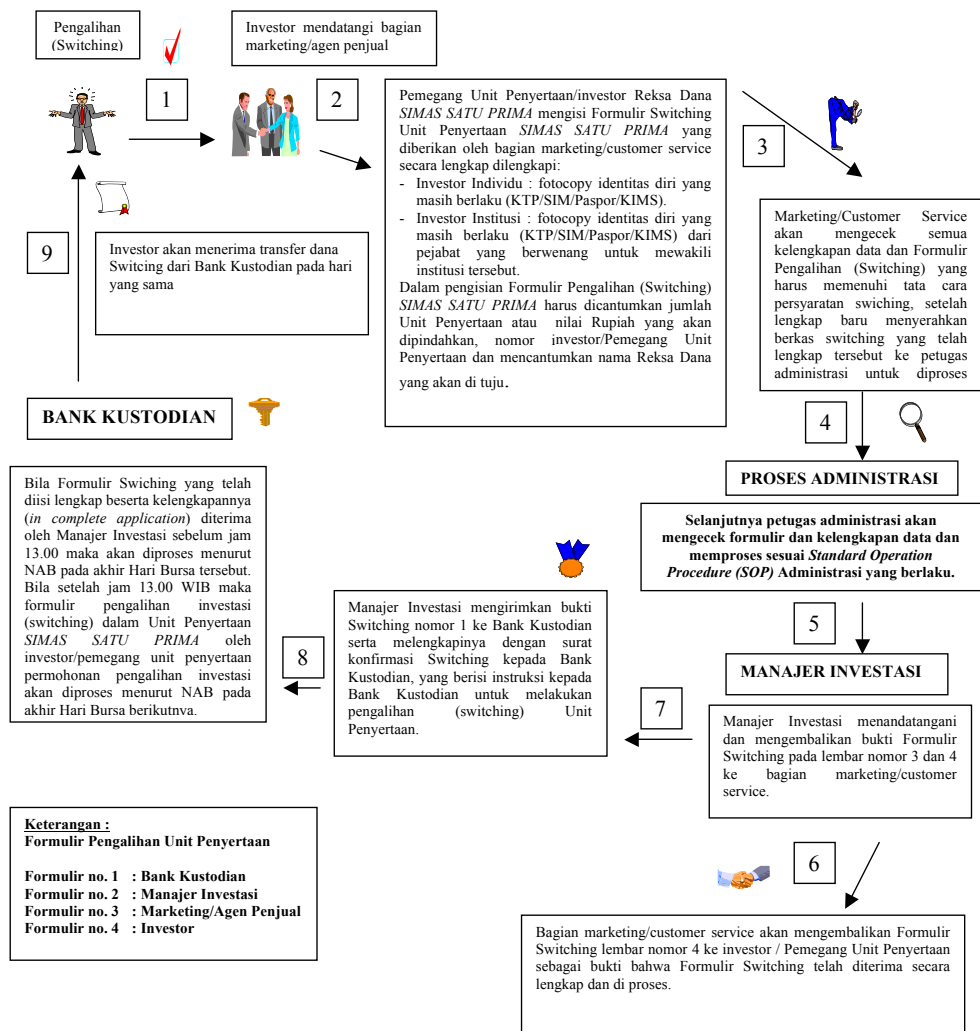 Pengalihan
(Switching)
Investor mendatangi bagian
marketing/agen penjual
1
2
Pemegang Unit Penyertaan/investor Reksa Dana
SIMAS SATU PRIMA mengisi Formulir Switching
Unit Penyertaan SIMAS SATU PRIMA yang
diberikan oleh bagian marketing/customer service
secara lengkap dilengkapi:
- Investor Individu : fotocopy identitas diri yang
masih berlaku (KTP/SIM/Paspor/KIMS).
- Investor Institusi : fotocopy identitas diri yang
masih berlaku (KTP/SIM/Paspor/KIMS) dari
pejabat yang berwenang untuk mewakili
institusi tersebut.
Dalam pengisian Formulir Pengalihan (Switching)
SIMAS SATU PRIMA harus dicantumkan jumlah
Unit Penyertaan atau nilai Rupiah yang akan
dipindahkan, nomor investor/Pemegang Unit
Penyertaan dan mencantumkan nama Reksa Dana
yang akan di tuju.
3
Marketing/Customer Service
akan mengecek semua
kelengkapan data dan Formulir
Pengalihan (Switching) yang
harus memenuhi tata cara
persyaratan swiching, setelah
lengkap baru menyerahkan
berkas switching yang telah
lengkap tersebut ke petugas
administrasi untuk diproses
9
Investor akan menerima transfer dana
Switcing dari Bank Kustodian pada hari
yang sama
BANK KUSTODIAN
4
PROSES ADMINISTRASI
Selanjutnya petugas administrasi akan
mengecek formulir dan kelengkapan data dan
memproses sesuai Standard Operation
Procedure (SOP) Administrasi yang berlaku.
Bila Formulir Swiching yang telah
diisi lengkap beserta kelengkapannya
(in complete application) diterima
oleh Manajer Investasi sebelum jam
13.00 maka akan diproses menurut
NAB pada akhir Hari Bursa tersebut.
Bila setelah jam 13.00 WIB maka
formulir pengalihan investasi
(switching) dalam Unit Penyertaan
SIMAS SATU PRIMA oleh
investor/pemegang unit penyertaan
permohonan pengalihan investasi
akan diproses menurut NAB pada
akhir Hari Bursa berikutnya.
5
MANAJER INVESTASI
Manajer Investasi menandatangani
dan mengembalikan bukti Formulir
Switching pada lembar nomor 3 dan 4
ke bagian marketing/customer
service.
8
Manajer Investasi mengirimkan bukti
Switching nomor 1 ke Bank Kustodian
serta melengkapinya dengan surat
konfirmasi Switching kepada Bank
Kustodian, yang berisi instruksi kepada
Bank Kustodian untuk melakukan
pengalihan (switching) Unit
Penyertaan.
7
Keterangan :
Formulir Pengalihan Unit Penyertaan
Formulir no. 1 : Bank Kustodian
Formulir no. 2 : Manajer Investasi
Formulir no. 3 : Marketing/Agen Penjual
Formulir no. 4 : Investor
6
Bagian marketing/customer service akan mengembalikan Formulir
Switching lembar nomor 4 ke investor / Pemegang Unit Penyertaan
sebagai bukti bahwa Formulir Switching telah diterima secara
lengkap dan di proses.